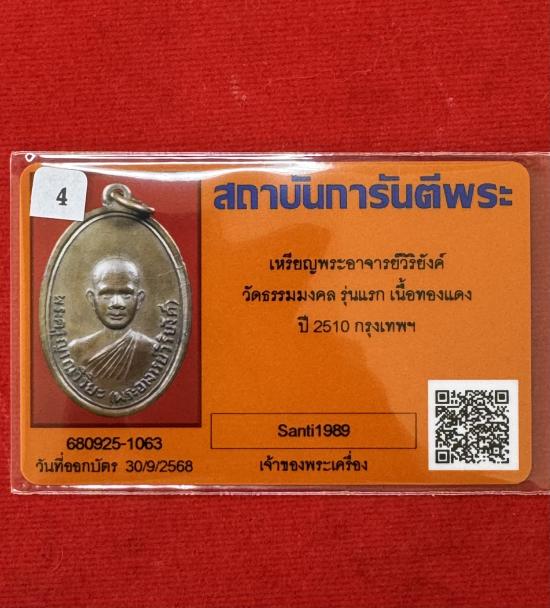 4
สถาบันการันตีพระ
เหรียญพระอาจารย์วิริยังค์
วัดธรรมมงคล รุ่นแรก เนื้อทองแดง
ปี 2510 กรุงเทพฯ
Santi1989
680925-1063
วันที่ออกบัตร 30/9/2568
เจ้าของพระเครื่อง